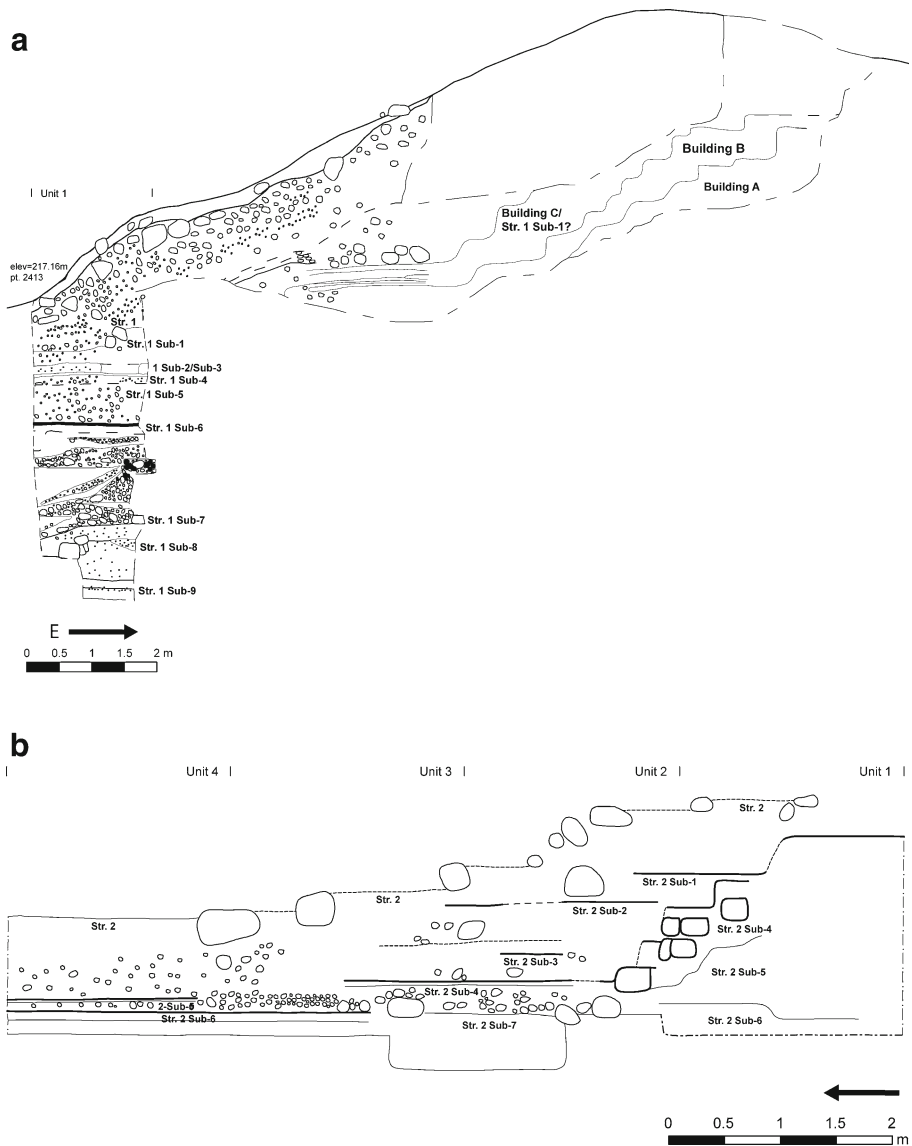 a
Unit 1
elev=217.16m
pt. 2413
Building B
Building A
Building C/
Str. 1 Sub-1?
Str. 1
Str. 1 Sub-1
1 Sub-2/Sub-3
Str. 1 Sub-4
Str. 1 Sub-5
Str. 1 Sub-6
Str. 1 Sub-7
Str. 1 Sub-8
Str. 1 Sub-9
E
0 0.5 1 1.5 2 m
b
Unit 4 Unit 3 Unit 2 Unit 1
Str. 2
Str. 2 Sub-1
Str. 2
Str. 2 Sub-2
Str. 2
Str. 2 Sub-4
Str. 2 Sub-3
Str. 2 Sub-5
Str. 2 Sub-4
Str. 2 Sub-6
Str. 2 Sub-6
Str. 2 Sub-7
0 0.5 1 1.5 2
m